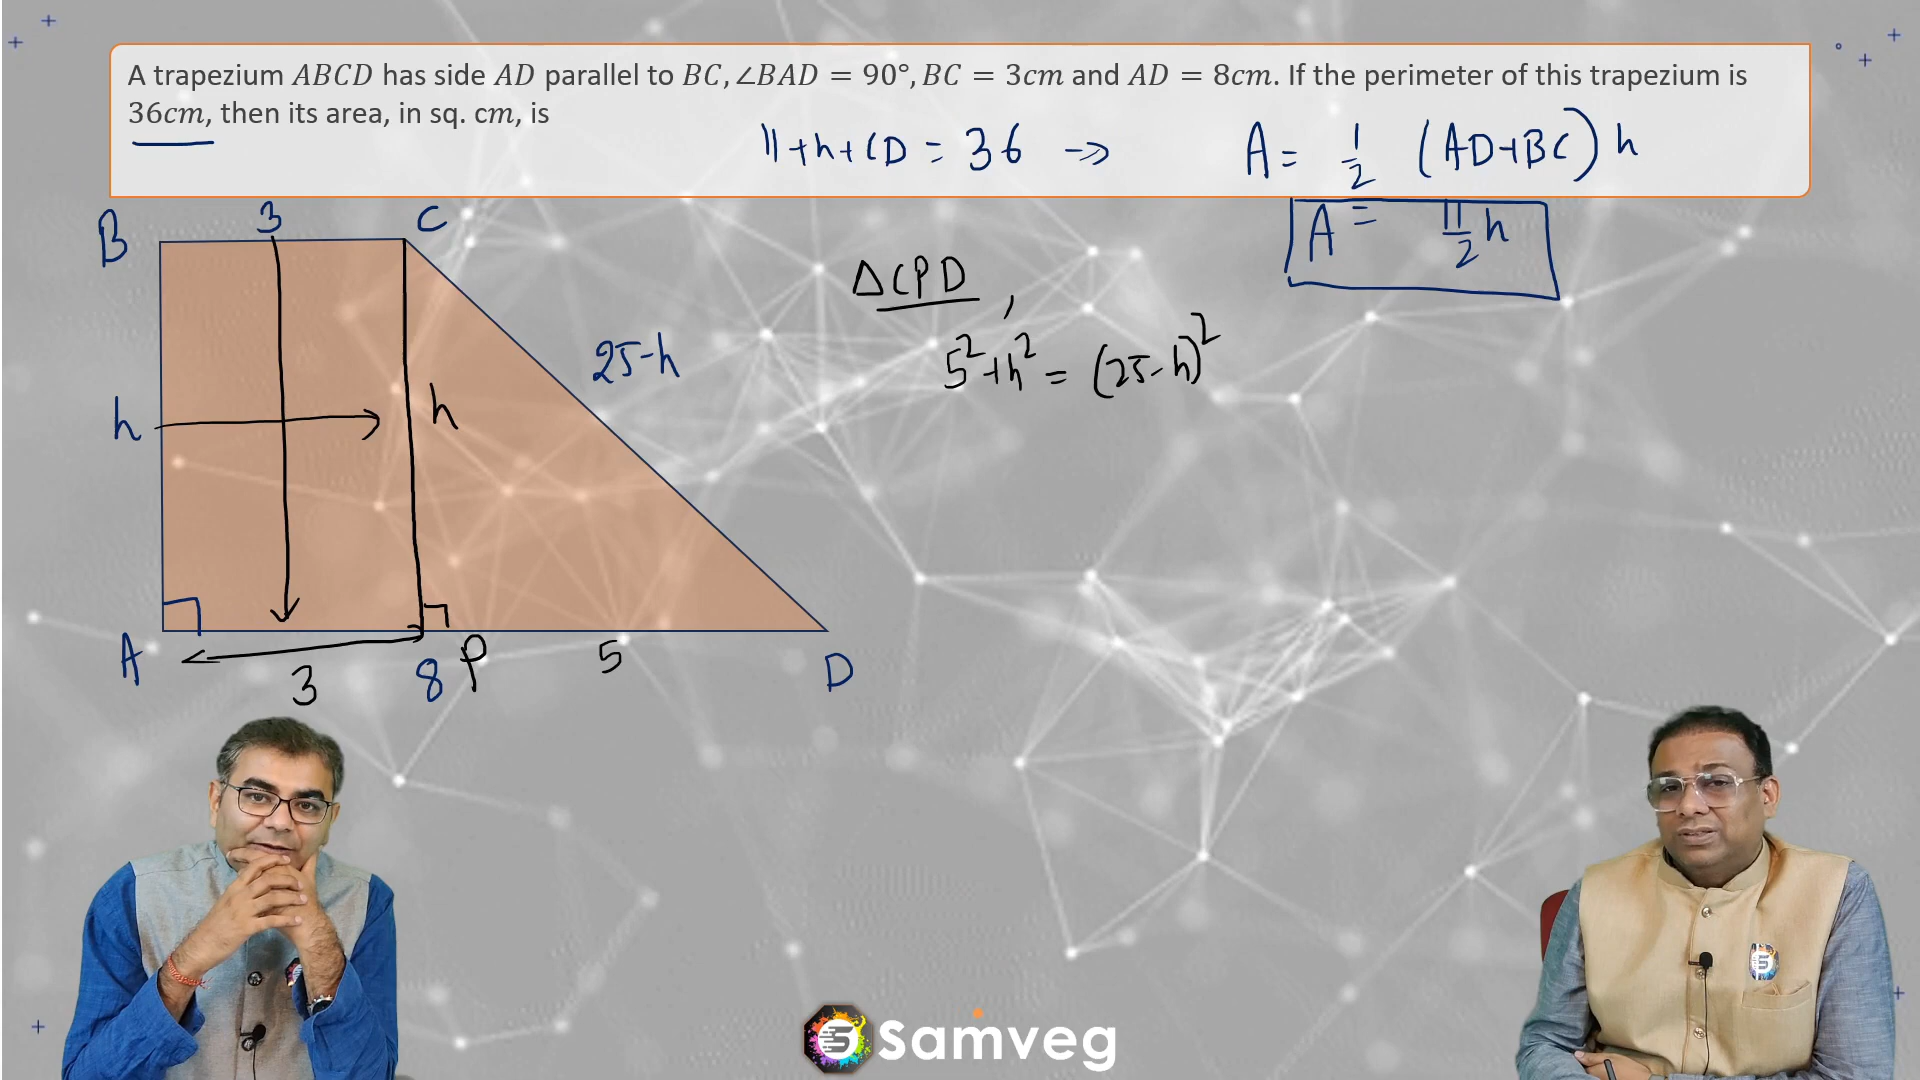 A trapezium ABCD has side AD parallel to BC, ∠BAD = 90°, BC = 3cm and AD = 8cm. If the perimeter of this trapezium is
36cm, then its area, in sq. cm, is
11+h+CD = 36 →> A = 1/2 (AD+BC) h
A = 11/2 h
B 3 C
ΔCPD ,
25-h
5²+h² = (25-h)²
h h
A 3 8 P 5 D
Samveg